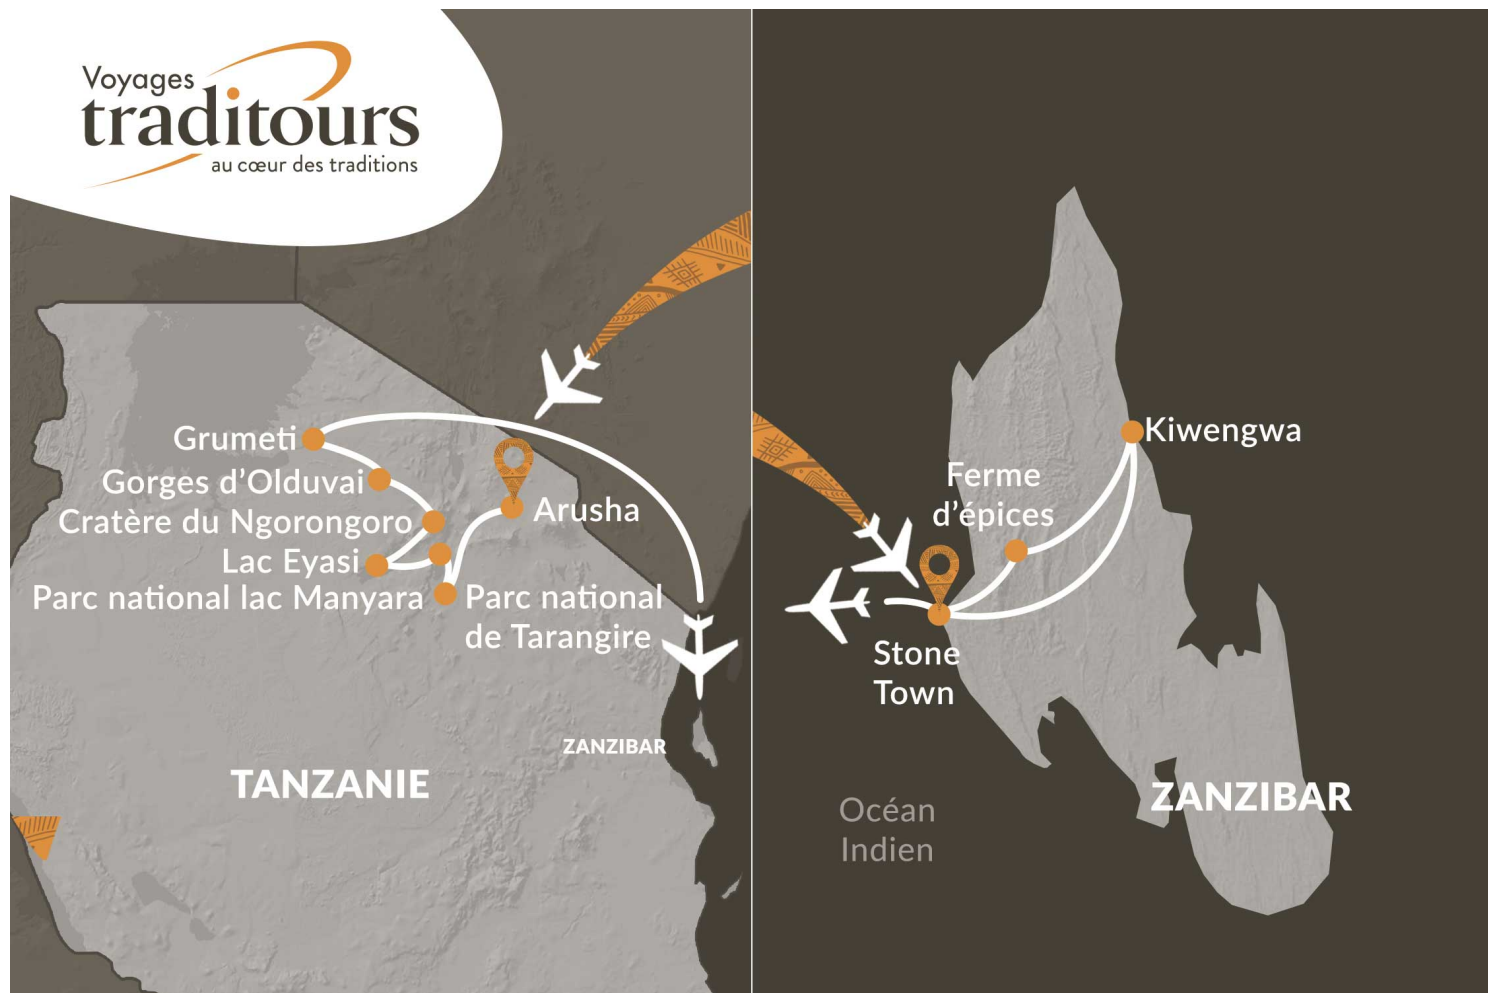 Voyages
traditours
au cœur des traditions
Grumeti
Gorges d'Olduvai
Cratère du Ngorongoro
Lac Eyasi
Parc national lac Manyara
Arusha
Parc national
de Tarangire
ZANZIBAR
TANZANIE
Kiwengwa
Ferme
d'épices
Stone
Town
ZANZIBAR
Océan
Indien